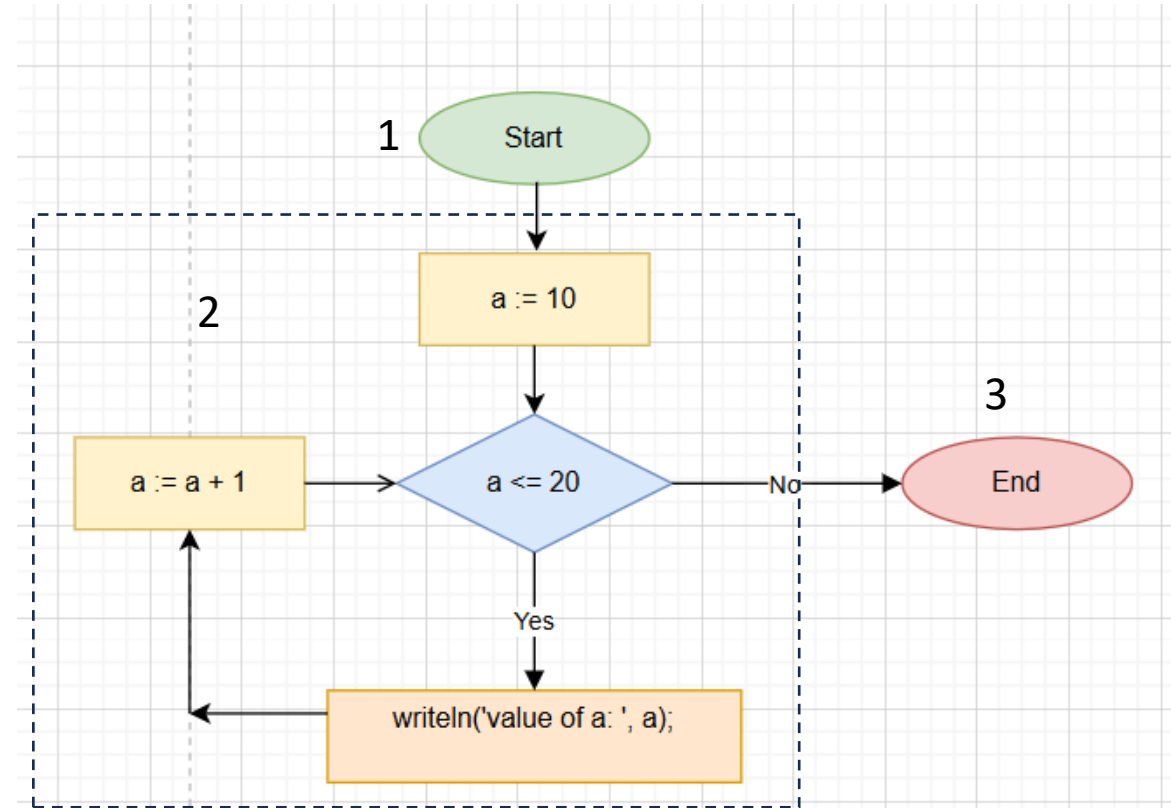 1
Start
a := 10
2
3
a := a + 1
a <= 20
No
End
Yes
writeln('value of a: ', a);